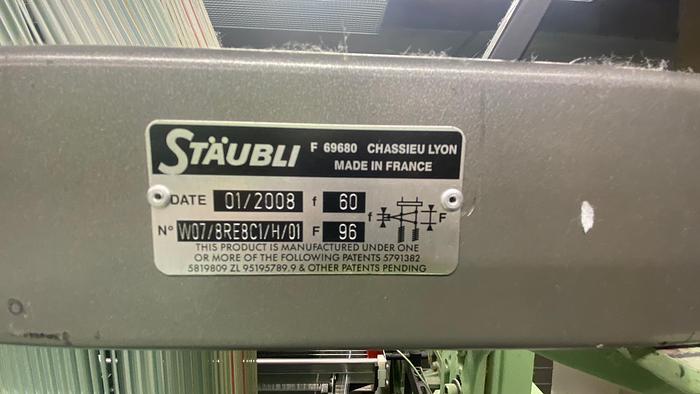 STÄUBLI F 69680 CHASSIEU LYON
MADE IN FRANCE
DATE 01/2008 f 60
N° W07/8RE8C1/H/01 F 96
f F
THIS PRODUCT IS MANUFACTURED UNDER ONE
OR MORE OF THE FOLLOWING PATENTS 5791382
5819809 ZL 95195789.9 & OTHER PATENTS PENDING